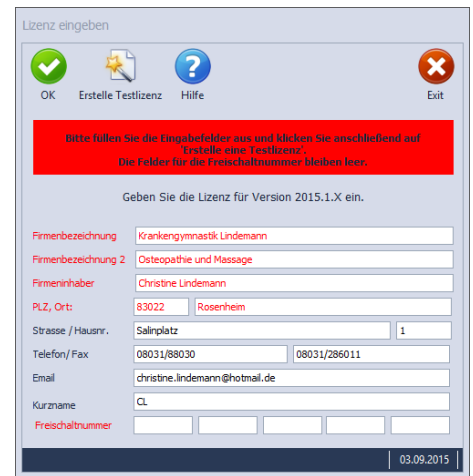 Lizenz eingeben
OK Erstelle Testlizenz Hilfe Exit
Bitte füllen Sie die Eingabefelder aus und klicken Sie anschließend auf
'Erstelle eine Testlizenz'.
Die Felder für die Freischaltnummer bleiben leer.
Geben Sie die Lizenz für Version 2015.1.X ein.
Firmenbezeichnung Krankengymnastik Lindemann
Firmenbezeichnung 2 Osteopathie und Massage
Firmeninhaber Christine Lindemann
PLZ, Ort: 83022 Rosenheim
Strasse / Hausnr. Salinplatz 1
Telefon/ Fax 08031/88030 08031/286011
Email christine.lindemann@hotmail.de
Kurzname CL
Freischaltnummer
03.09.2015